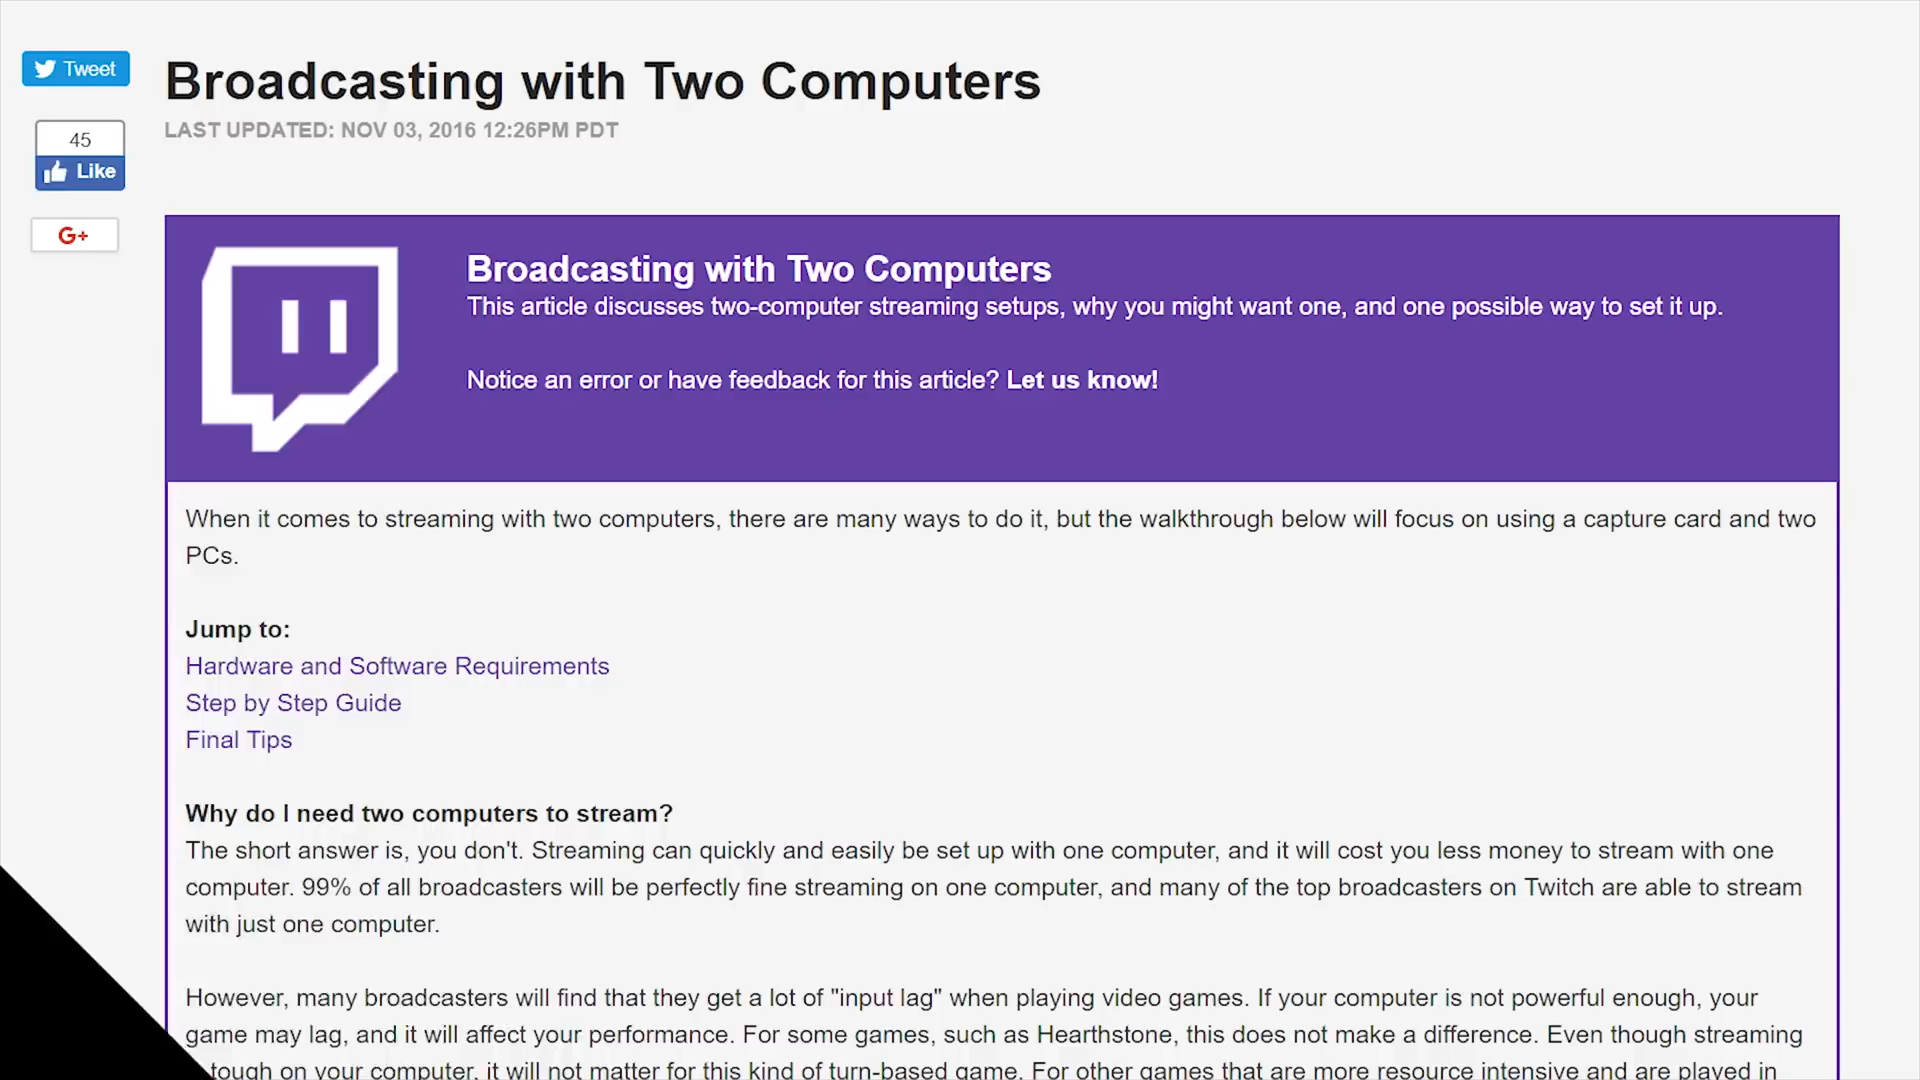 Tweet
Broadcasting with Two Computers
LAST UPDATED: NOV 03, 2016 12:26PM PDT
45
Like
G+
Broadcasting with Two Computers
This article discusses two-computer streaming setups, why you might want one, and one possible way to set it up.
Notice an error or have feedback for this article? Let us know!
When it comes to streaming with two computers, there are many ways to do it, but the walkthrough below will focus on using a capture card and two
PCs.
Jump to:
Hardware and Software Requirements
Step by Step Guide
Final Tips
Why do I need two computers to stream?
The short answer is, you don't. Streaming can quickly and easily be set up with one computer, and it will cost you less money to stream with one
computer. 99% of all broadcasters will be perfectly fine streaming on one computer, and many of the top broadcasters on Twitch are able to stream
with just one computer.
However, many broadcasters will find that they get a lot of "input lag" when playing video games. If your computer is not powerful enough, your
game may lag, and it will affect your performance. For some games, such as Hearthstone, this does not make a difference. Even though streaming
tough on your computer, it will not matter for this kind of turn-based game. For other games that are more resource intensive and are played in